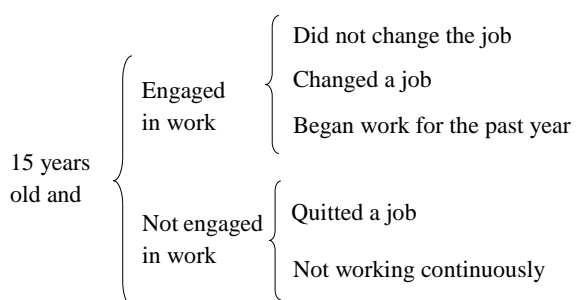 15 years
old and
Engaged
in work
Did not change the job
Changed a job
Began work for the past year
Not engaged
in work
Quitted a job
Not working continuously